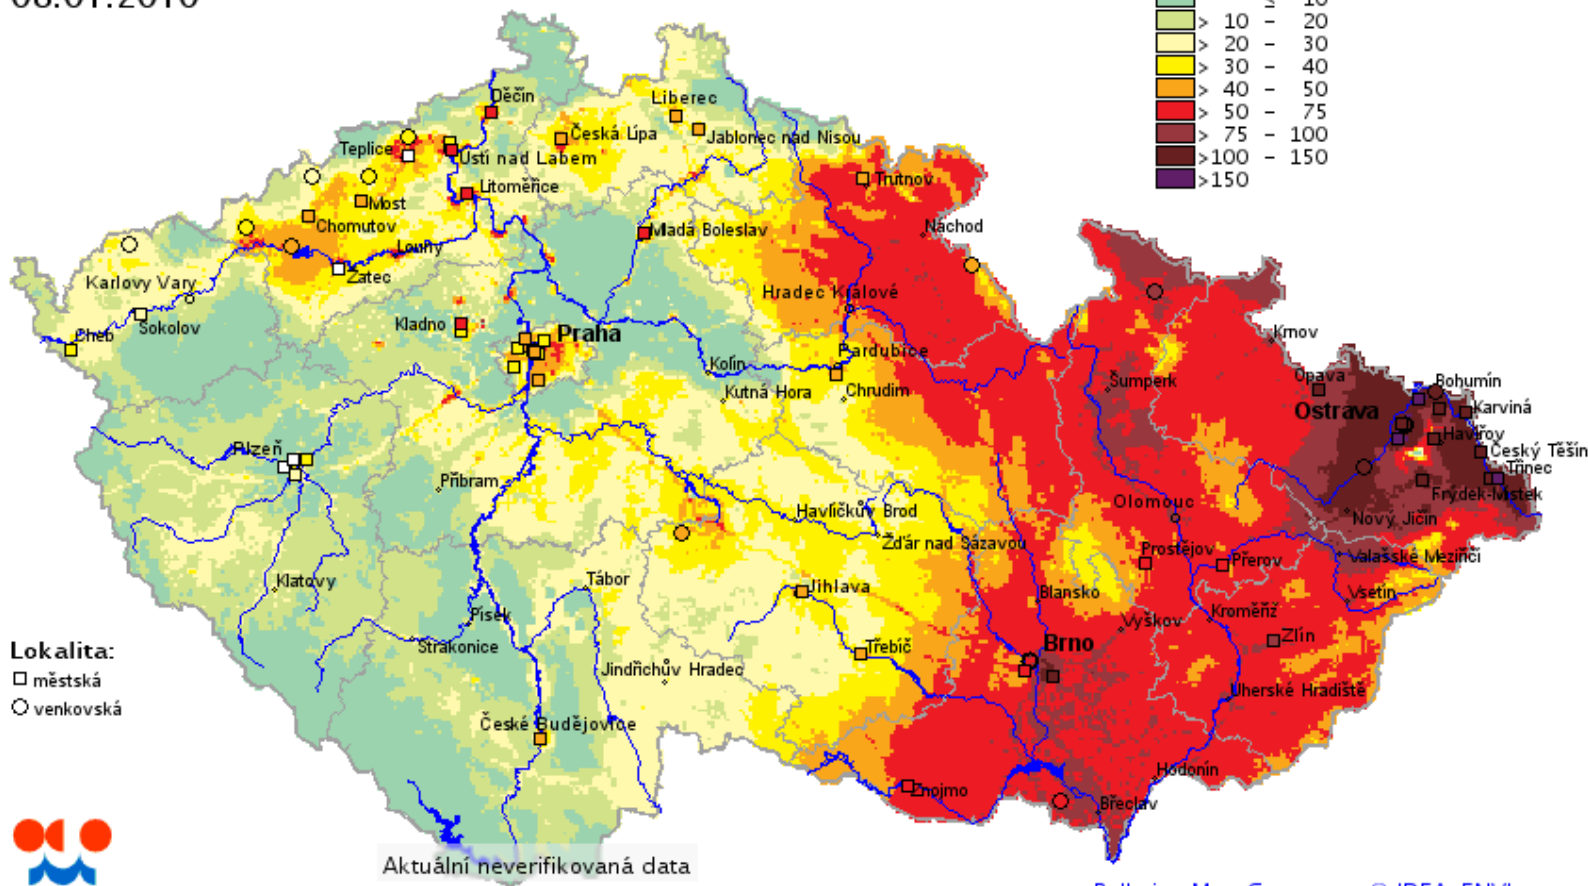 08.01.2010
≤ 10
> 10 – 20
> 20 – 30
> 30 – 40
> 40 – 50
> 50 – 75
> 75 – 100
>100 – 150
>150
Děčín
Liberec
Česká Lípa
Jablonec nad Nisou
Teplice
Ústí nad Labem
Litoměřice
Trutnov
Most
Chomutov
Mladá Boleslav
Náchod
Louny
Žatec
Karlovy Vary
Hradec Králové
Sokolov
Kladno
Praha
Cheb
Krnov
Pardubice
Kolín
Opava
Šumperk
Bohumín
Kutná Hora
Chrudim
Ostrava
Karviná
Havířov
Plzeň
Český Těšín
Třinec
Příbram
Frýdek-Místek
Olomouc
Havlíčkův Brod
Nový Jičín
Žďár nad Sázavou
Prostějov
Přerov
Valašské Meziříčí
Klatovy
Tábor
Jihlava
Blansko
Vsetín
Písek
Kroměříž
Vyškov
Strakonice
Třebíč
Brno
Zlín
Lokalita:
městská
venkovská
Jindřichův Hradec
Uherské Hradiště
České Budějovice
Hodonín
Znojmo
Břeclav
Aktuální neverifikovaná data